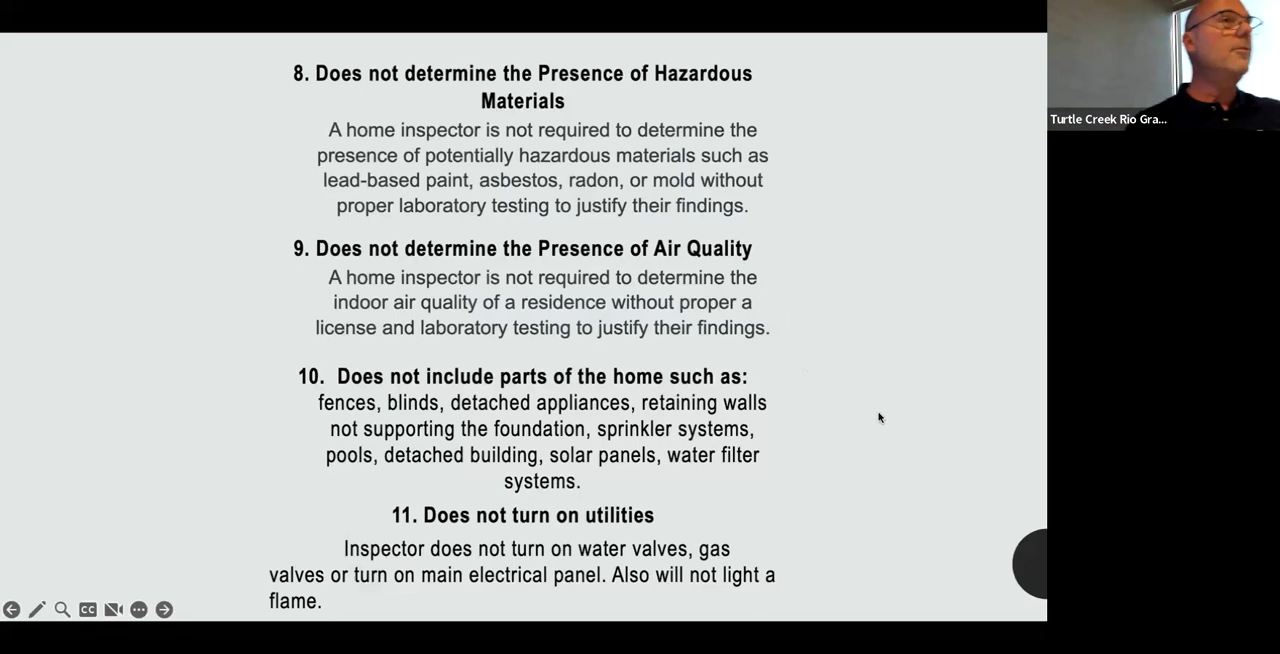 8. Does not determine the Presence of Hazardous
Materials
A home inspector is not required to determine the
presence of potentially hazardous materials such as
lead-based paint, asbestos, radon, or mold without
proper laboratory testing to justify their findings.
9. Does not determine the Presence of Air Quality
A home inspector is not required to determine the
indoor air quality of a residence without proper a
license and laboratory testing to justify their findings.
10. Does not include parts of the home such as:
fences, blinds, detached appliances, retaining walls
not supporting the foundation, sprinkler systems,
pools, detached building, solar panels, water filter
systems.
11. Does not turn on utilities
Inspector does not turn on water valves, gas
valves or turn on main electrical panel. Also will not light a
flame.
CC
Turtle Creek Rio Gra...